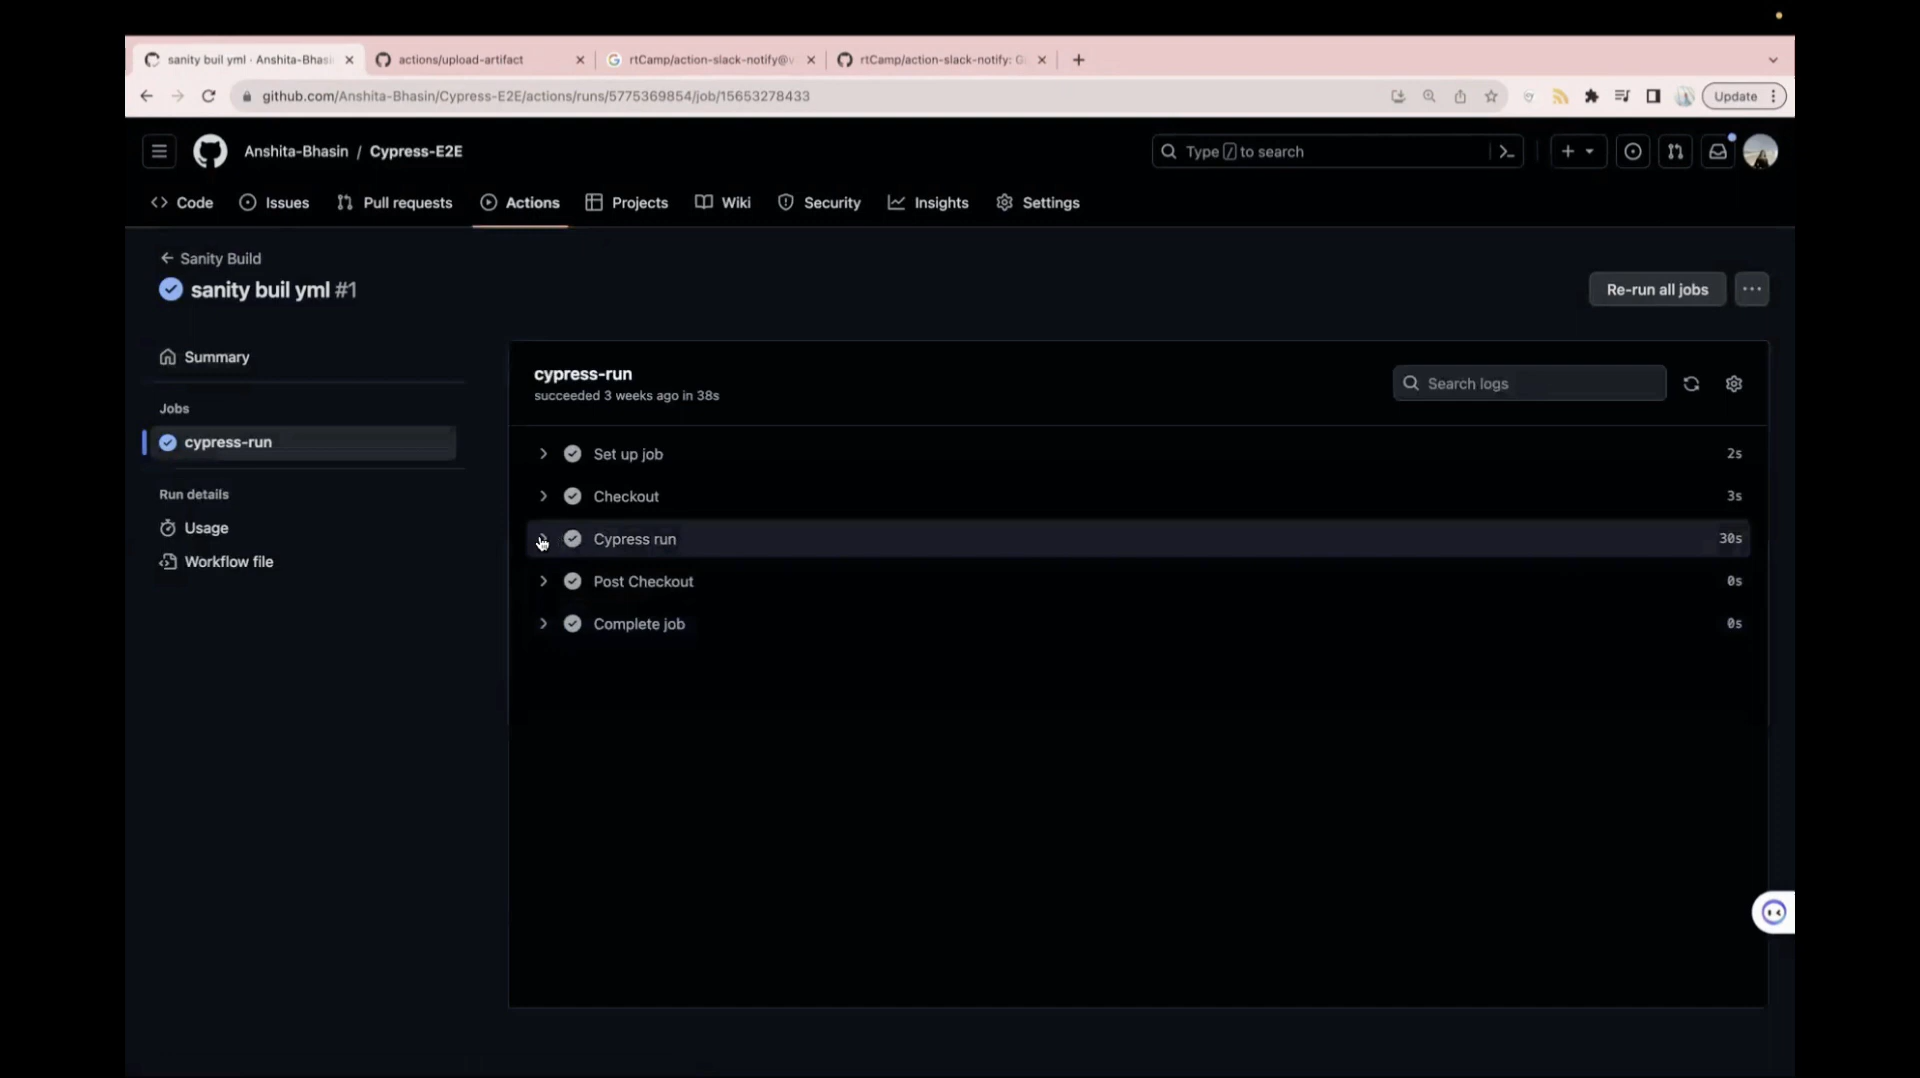 sanity buil yml · Anshita-Bhasi
actions/upload-artifact
rtCamp/action-slack-notify@v
rtCamp/action-slack-notify: G
github.com/Anshita-Bhasin/Cypress-E2E/actions/runs/5775369854/job/15653278433
Update
Anshita-Bhasin / Cypress-E2E
Type / to search
Code
Issues
Pull requests
Actions
Projects
Wiki
Security
Insights
Settings
Sanity Build
sanity buil yml #1
Re-run all jobs
Summary
Jobs
cypress-run
Run details
Usage
Workflow file
cypress-run
succeeded 3 weeks ago in 38s
Search logs
Set up job 2s
Checkout 3s
Cypress run 30s
Post Checkout 0s
Complete job 0s